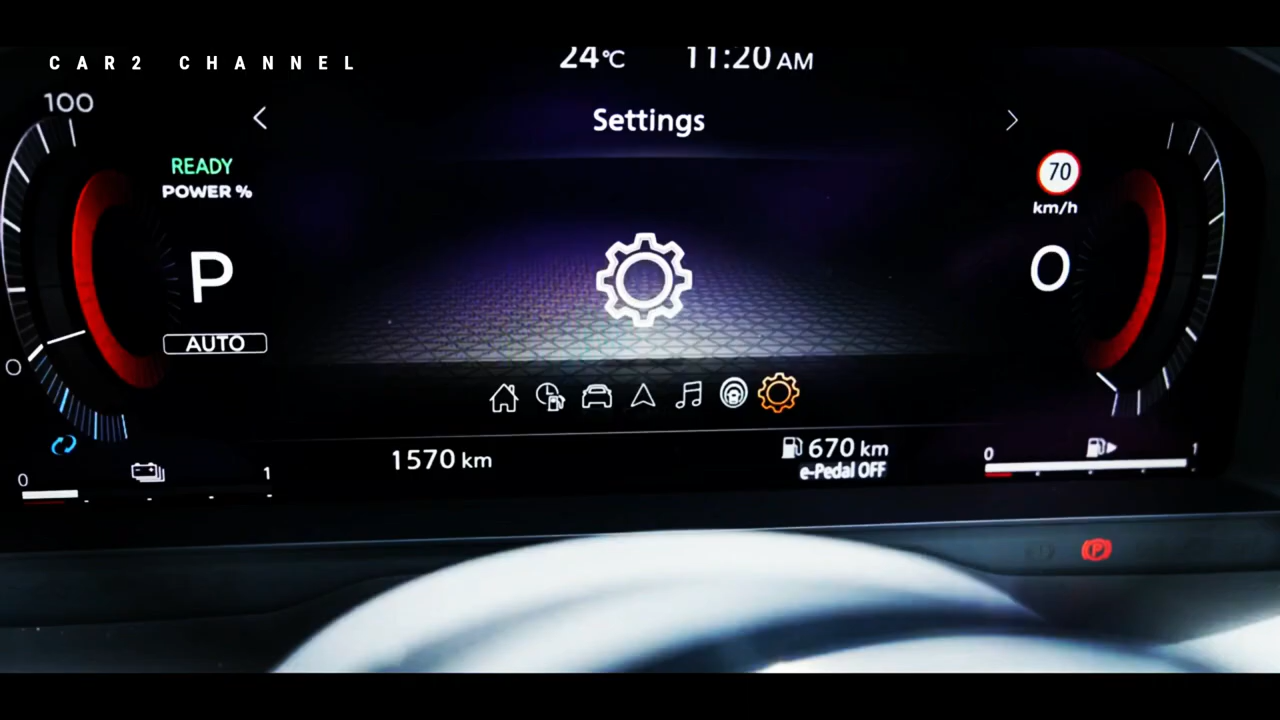 CAR2 CHANNEL
24°C 11:20 AM
100
Settings
READY
POWER %
70
km/h
P
0
AUTO
0
1570 km
670 km
e-Pedal OFF
0 1
0 1
P